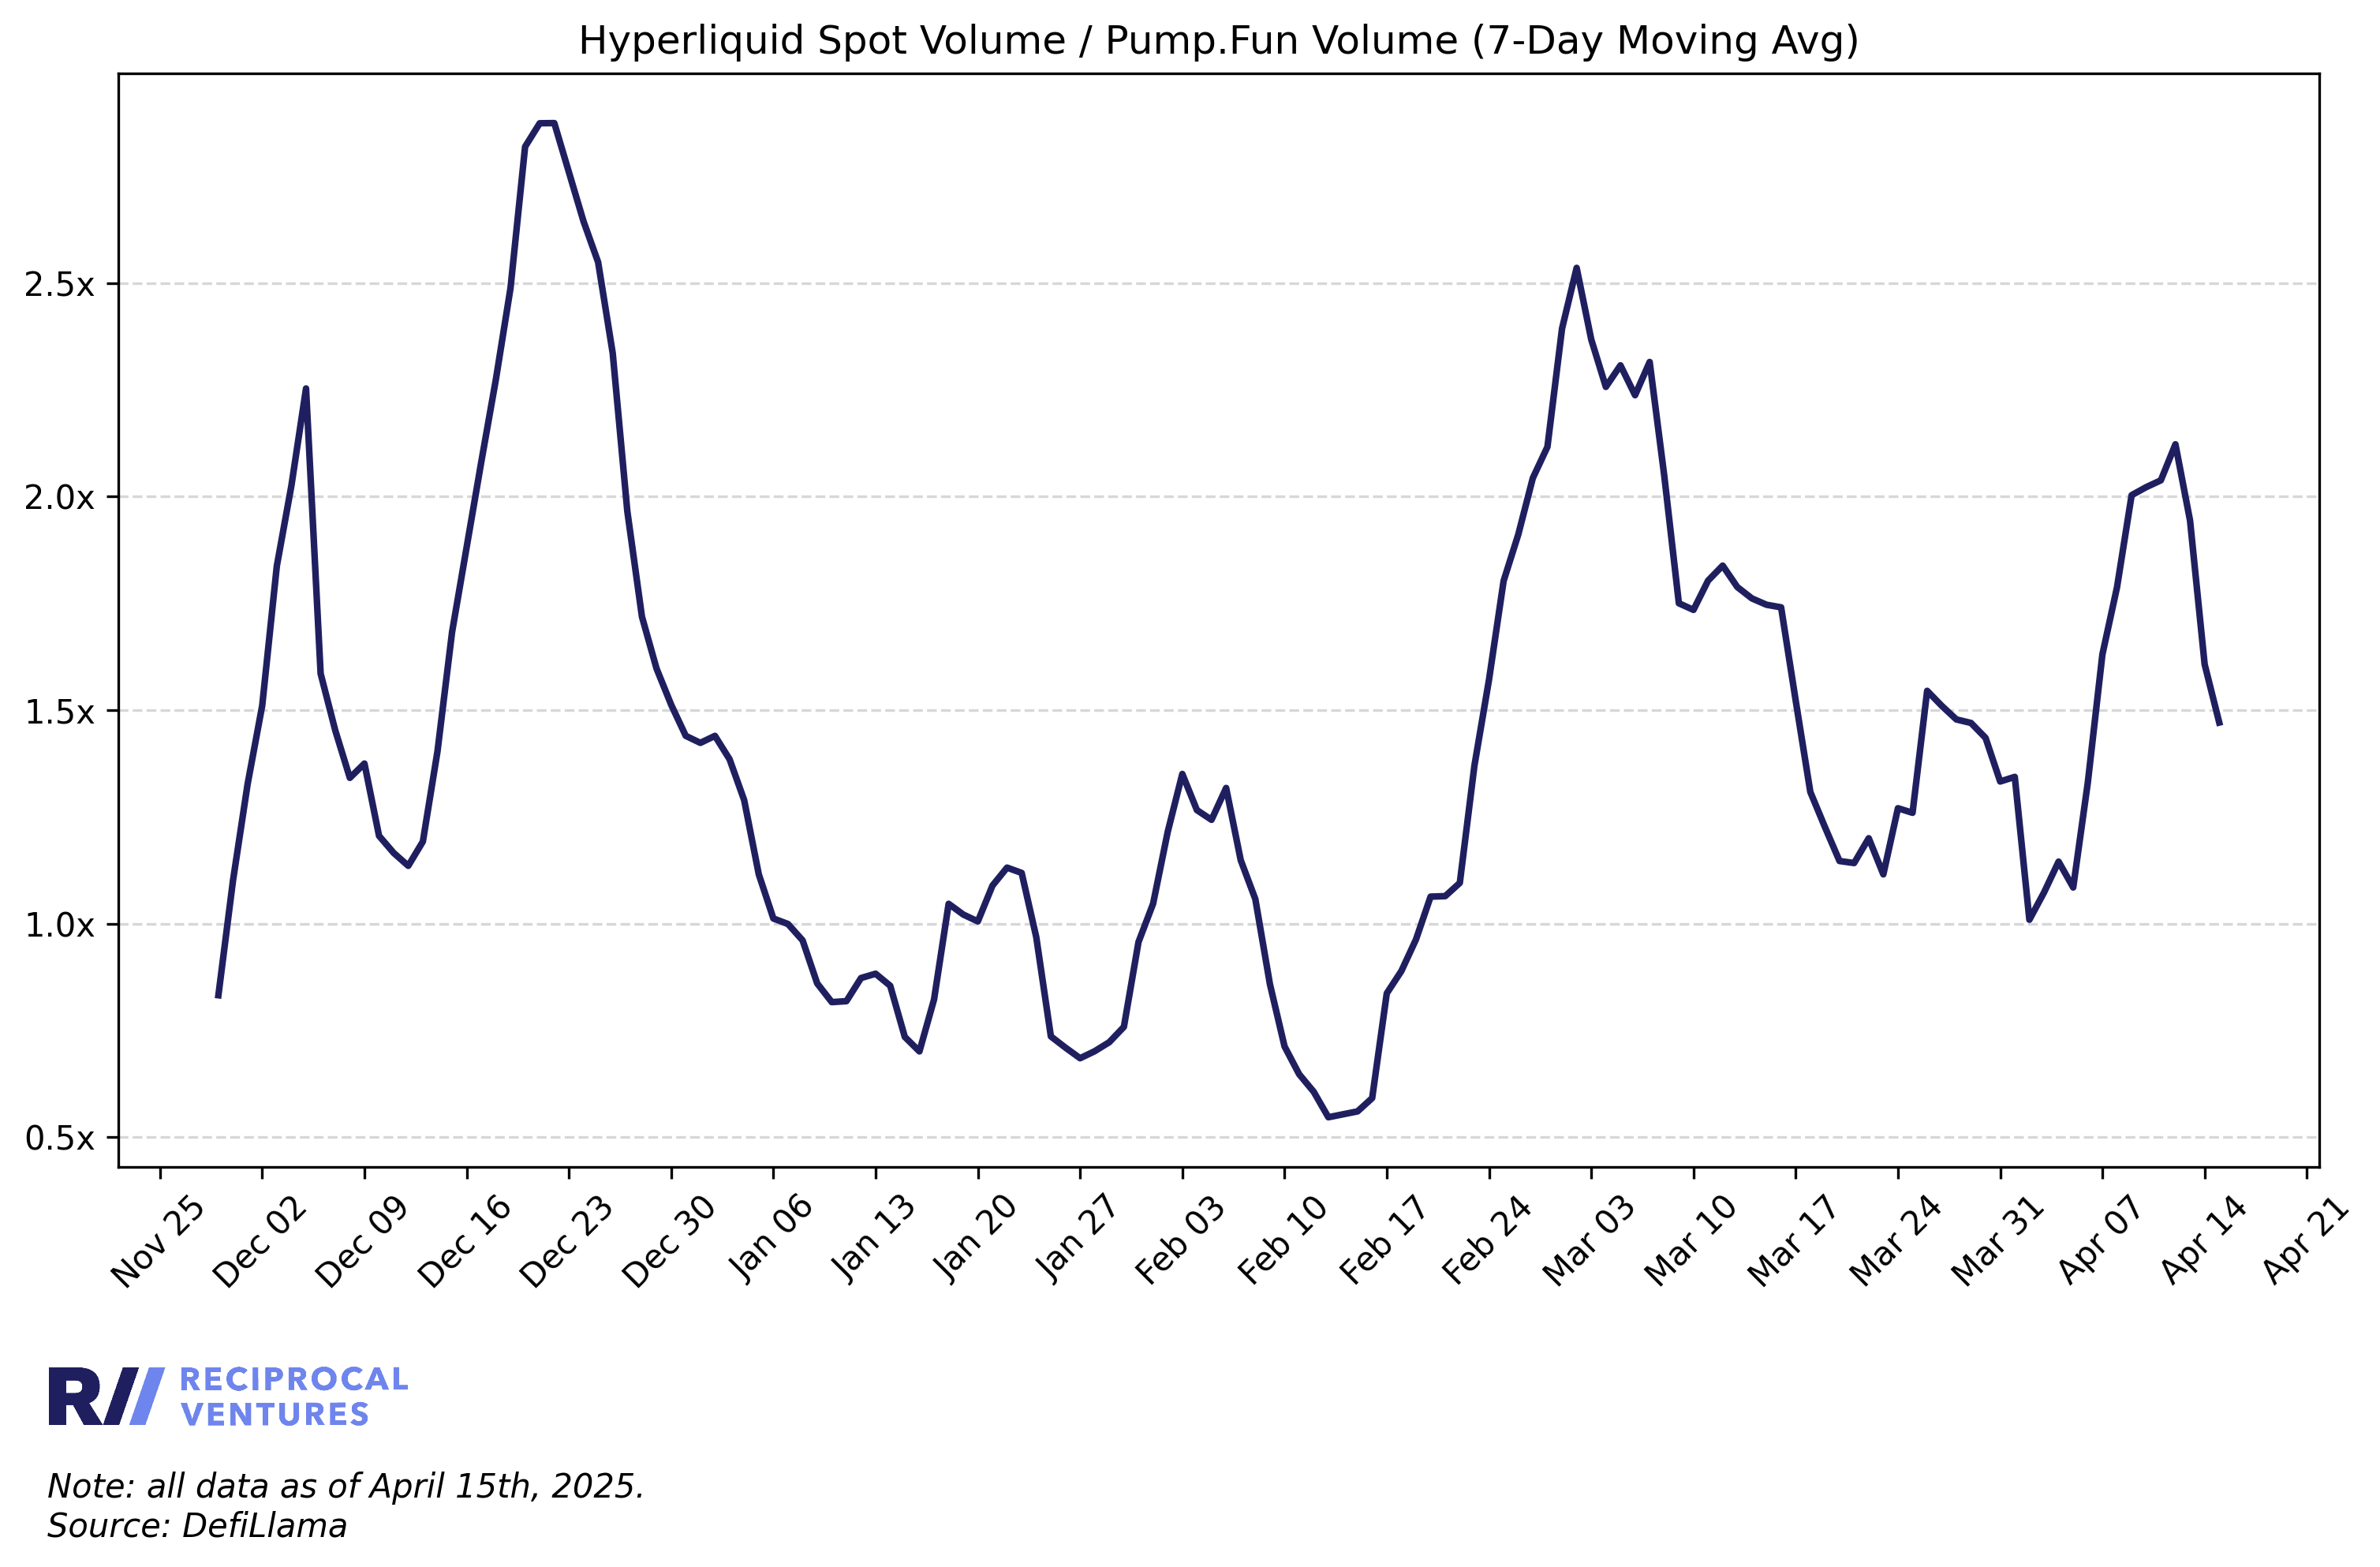 Hyperliquid Spot Volume / Pump.Fun Volume (7-Day Moving Avg)
2.5x
2.0x
1.5x
1.0x
0.5x
Nov 25
Dec 02
Dec 09
Dec 16
Dec 23
Dec 30
Jan 06
Jan 13
Jan 20
Jan 27
Feb 03
Feb 10
Feb 17
Feb 24
Mar 03
Mar 10
Mar 17
Mar 24
Mar 31
Apr 07
Apr 14
Apr 21
RECIPROCAL
VENTURES
Note: all data as of April 15th, 2025.
Source: DefiLlama